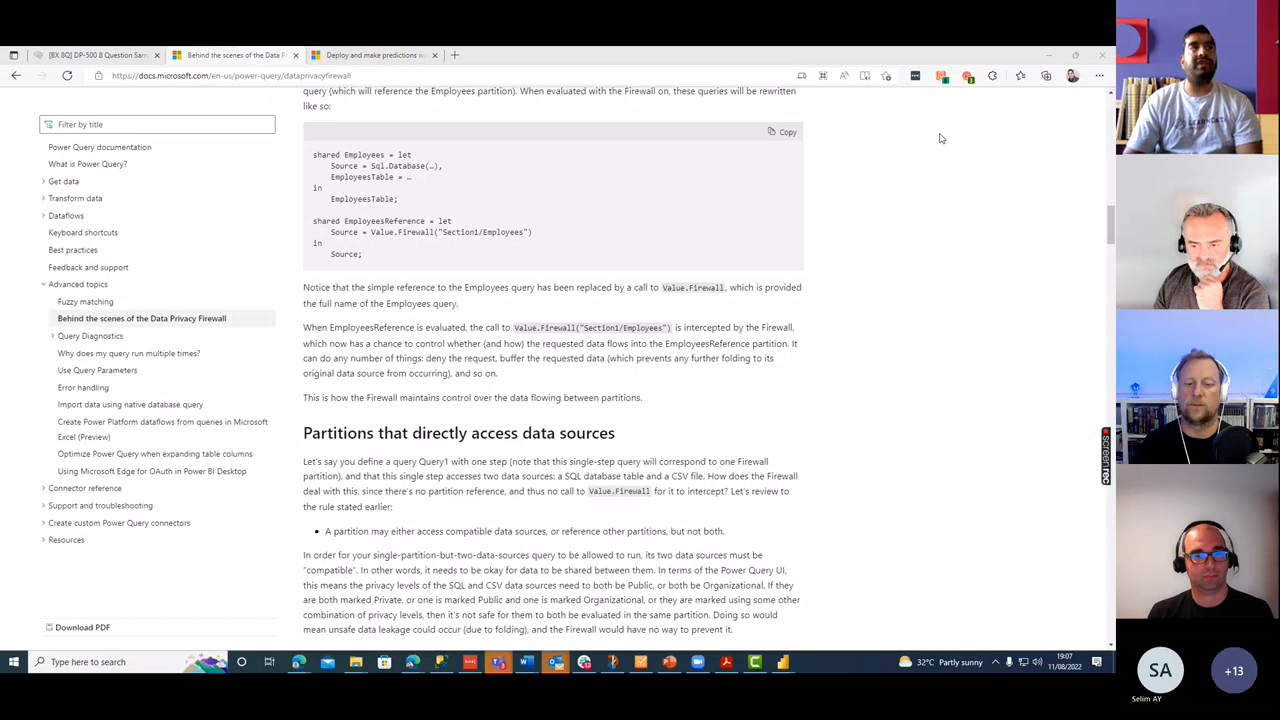 [BX 8Q] DP-500 8 Question Sam
Behind the scenes of the Data Pr
Deploy and make predictions wi
https://docs.microsoft.com/en-us/power-query/dataprivacyfirewall
query (which will reference the Employees partition). When evaluated with the Firewall on, these queries will be rewritten
like so:
Filter by title
Power Query documentation
What is Power Query?
Get data
Transform data
Dataflows
Keyboard shortcuts
Best practices
Feedback and support
Advanced topics
Fuzzy matching
Behind the scenes of the Data Privacy Firewall
Query Diagnostics
Why does my query run multiple times?
Use Query Parameters
Error handling
Import data using native database query
Create Power Platform dataflows from queries in Microsoft
Excel (Preview)
Optimize Power Query when expanding table columns
Using Microsoft Edge for OAuth in Power BI Desktop
Connector reference
Support and troubleshooting
Create custom Power Query connectors
Resources
Download PDF
Copy
shared Employees = let
Source = Sql.Database(…),
EmployeesTable = …
in
EmployeesTable;
shared EmployeesReference = let
Source = Value.Firewall("Section1/Employees")
in
Source;
Notice that the simple reference to the Employees query has been replaced by a call to Value.Firewall, which is provided
the full name of the Employees query.
When EmployeesReference is evaluated, the call to Value.Firewall("Section1/Employees") is intercepted by the Firewall,
which now has a chance to control whether (and how) the requested data flows into the EmployeesReference partition. It
can do any number of things: deny the request, buffer the requested data (which prevents any further folding to its
original data source from occurring), and so on.
This is how the Firewall maintains control over the data flowing between partitions.
Partitions that directly access data sources
Let's say you define a query Query1 with one step (note that this single-step query will correspond to one Firewall
partition), and that this single step accesses two data sources: a SQL database table and a CSV file. How does the Firewall
deal with this, since there's no partition reference, and thus no call to Value.Firewall for it to intercept? Let's review to
the rule stated earlier:
• A partition may either access compatible data sources, or reference other partitions, but not both.
In order for your single-partition-but-two-data-sources query to be allowed to run, its two data sources must be
"compatible". In other words, it needs to be okay for data to be shared between them. In terms of the Power Query UI,
this means the privacy levels of the SQL and CSV data sources need to both be Public, or both be Organizational. If they
are both marked Private, or one is marked Public and one is marked Organizational, or they are marked using some other
combination of privacy levels, then it's not safe for them to both be evaluated in the same partition. Doing so would
mean unsafe data leakage could occur (due to folding), and the Firewall would have no way to prevent it.
screenrec
Type here to search
32°C Partly sunny
19:07
11/08/2022
SA
Selim AY
+13